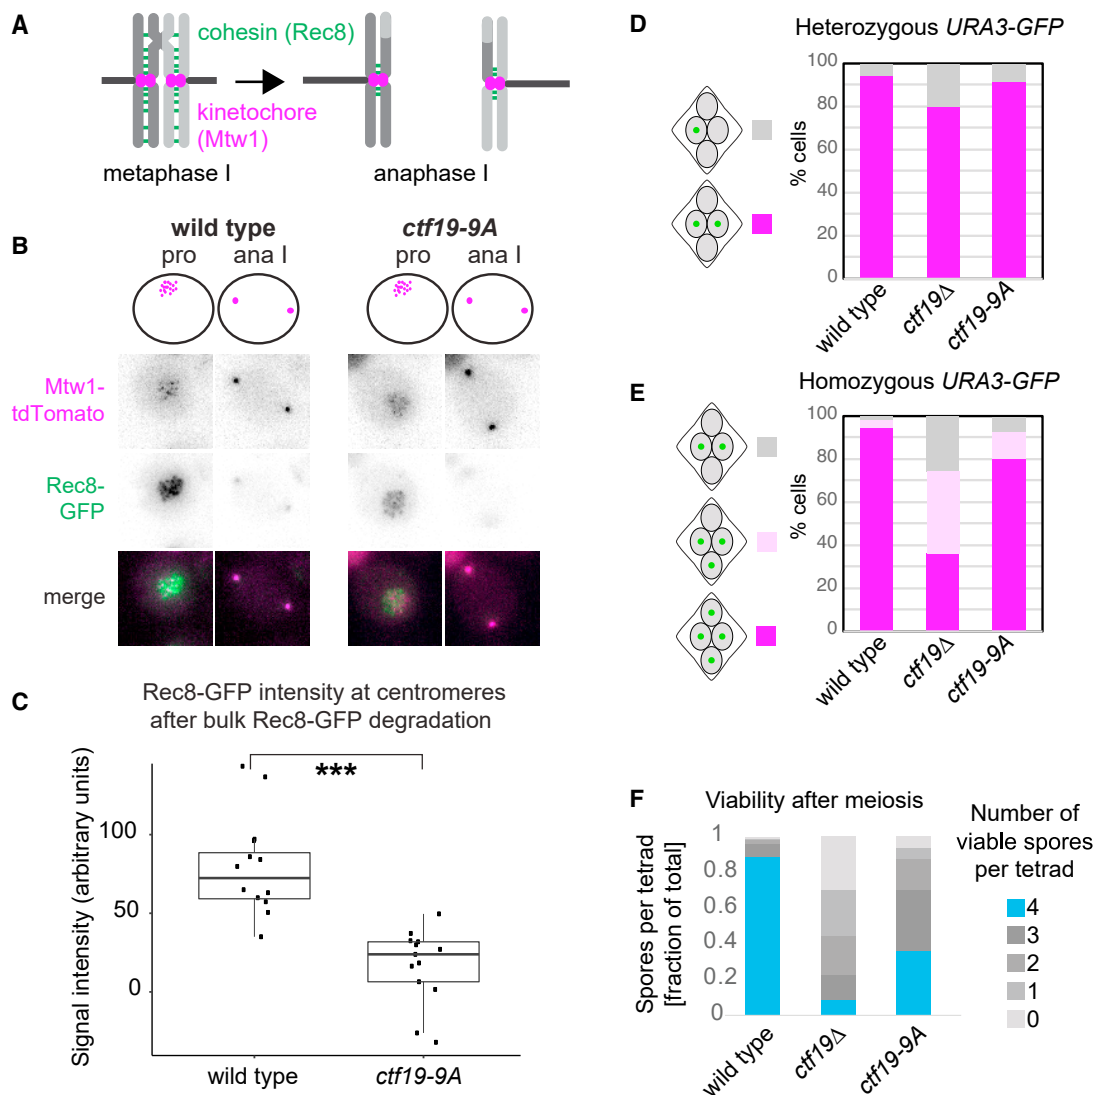 A
cohesin (Rec8)
kinetochore
(Mtw1)
metaphase I
anaphase I
B
wild type
ctf19-9A
pro
ana I
pro
ana I
Mtw1-
tdTomato
Rec8-
GFP
merge
C
Rec8-GFP intensity at centromeres
after bulk Rec8-GFP degradation
Signal intensity (arbitrary units)
100
50
0
***
wild type
ctf19-9A
D
Heterozygous URA3-GFP
% cells
100
80
60
40
20
0
wild type
ctf19Δ
ctf19-9A
E
Homozygous URA3-GFP
% cells
100
80
60
40
20
0
wild type
ctf19Δ
ctf19-9A
F
Viability after meiosis
Spores per tetrad
[fraction of total]
1
0.8
0.6
0.4
0.2
0
wild type
ctf19Δ
ctf19-9A
Number of
viable spores
per tetrad
4
3
2
1
0